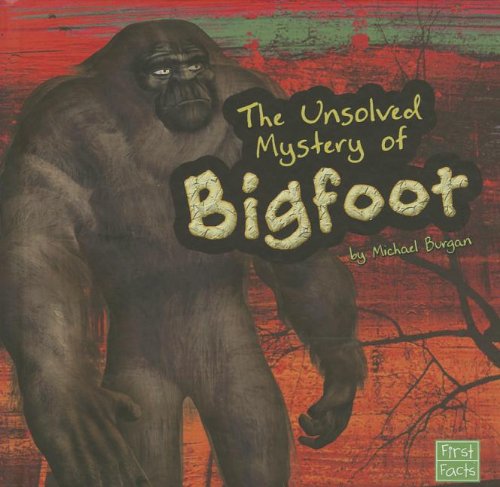 The Unsolved
Mystery of
Bigfoot
by Michael Burgan
First
Facts